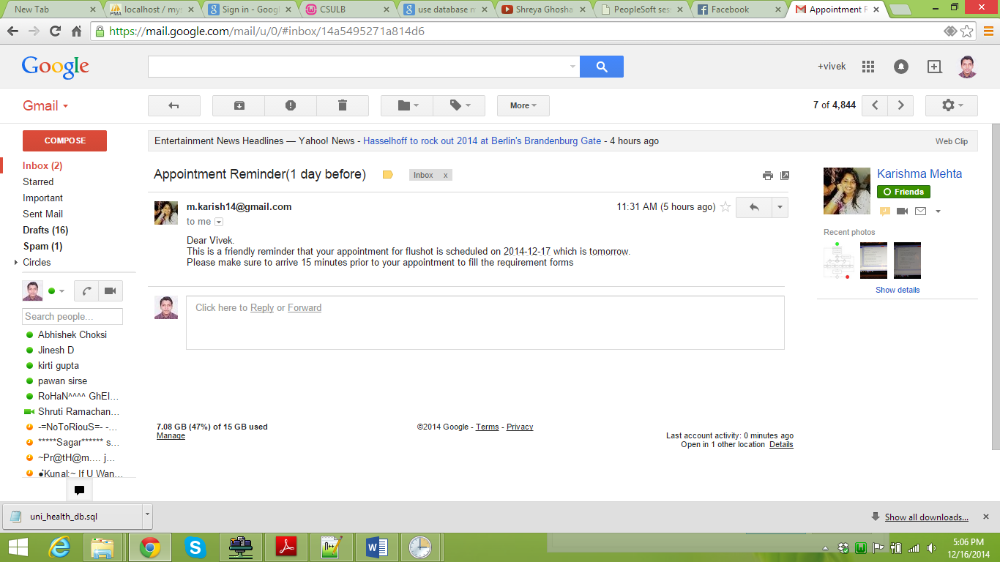 New Tab
localhost / mys
Sign in - Googl
CSULB
use database m
Shreya Ghosha
PeopleSoft ses
Facebook
Appointment R
https://mail.google.com/mail/u/0/#inbox/14a5495271a814d6
Google
+vivek
Gmail
More
7 of 4,844
COMPOSE
Entertainment News Headlines — Yahoo! News - Hasselhoff to rock out 2014 at Berlin's Brandenburg Gate - 4 hours ago
Web Clip
Inbox (2)
Starred
Important
Sent Mail
Drafts (16)
Spam (1)
Circles
Appointment Reminder(1 day before)
Inbox x
Karishma Mehta
Friends
m.karish14@gmail.com
11:31 AM (5 hours ago)
to me
Dear Vivek.
This is a friendly reminder that your appointment for flushot is scheduled on 2014-12-17 which is tomorrow.
Please make sure to arrive 15 minutes prior to your appointment to fill the requirement forms
Recent photos
Show details
Click here to Reply or Forward
Search people...
Abhishek Choksi
Jinesh D
kirti gupta
pawan sirse
RoHaN^^^^ GhEl...
Shruti Ramachan...
-=NoToRiouS=- -...
*****Sagar****** s...
~Pr@tH@m.... j...
Kunal:~ If U Wan...
7.08 GB (47%) of 15 GB used
Manage
©2014 Google - Terms - Privacy
Last account activity: 0 minutes ago
Open in 1 other location Details
uni_health_db.sql
Show all downloads...
5:06 PM
12/16/2014